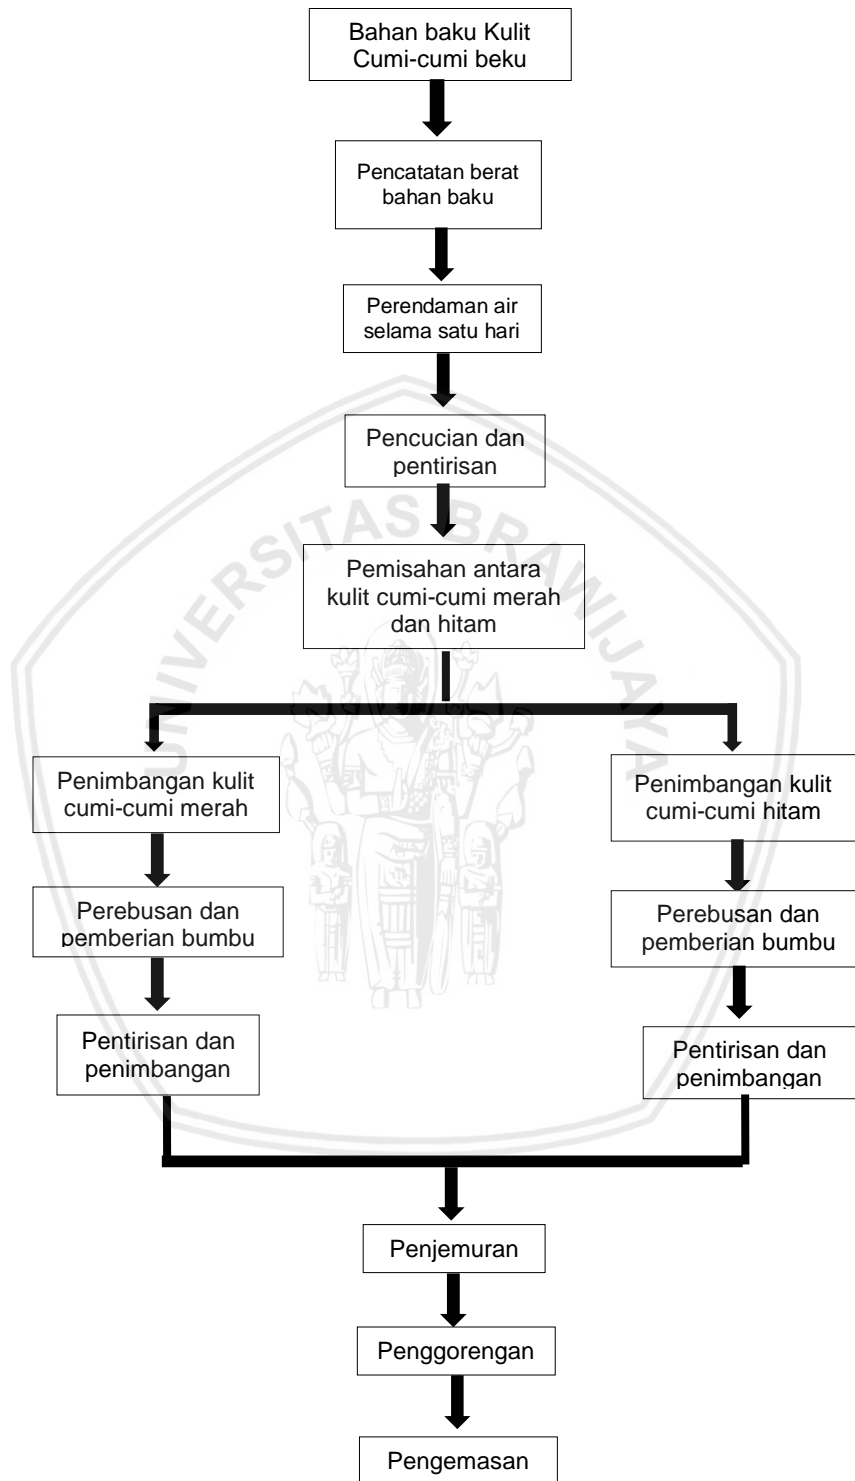 Bahan baku Kulit
Cumi-cumi beku
Pencatatan berat
bahan baku
Perendaman air
selama satu hari
Pencucian dan
pentirisan
UNIVERSITAS BRAWIJAYA
Pemisahan antara
kulit cumi-cumi merah
dan hitam
Penimbangan kulit
cumi-cumi merah
Penimbangan kulit
cumi-cumi hitam
Perebusan dan
pemberian bumbu
Perebusan dan
pemberian bumbu
Pentirisan dan
penimbangan
Pentirisan dan
penimbangan
Penjemuran
Penggorengan
Pengemasan